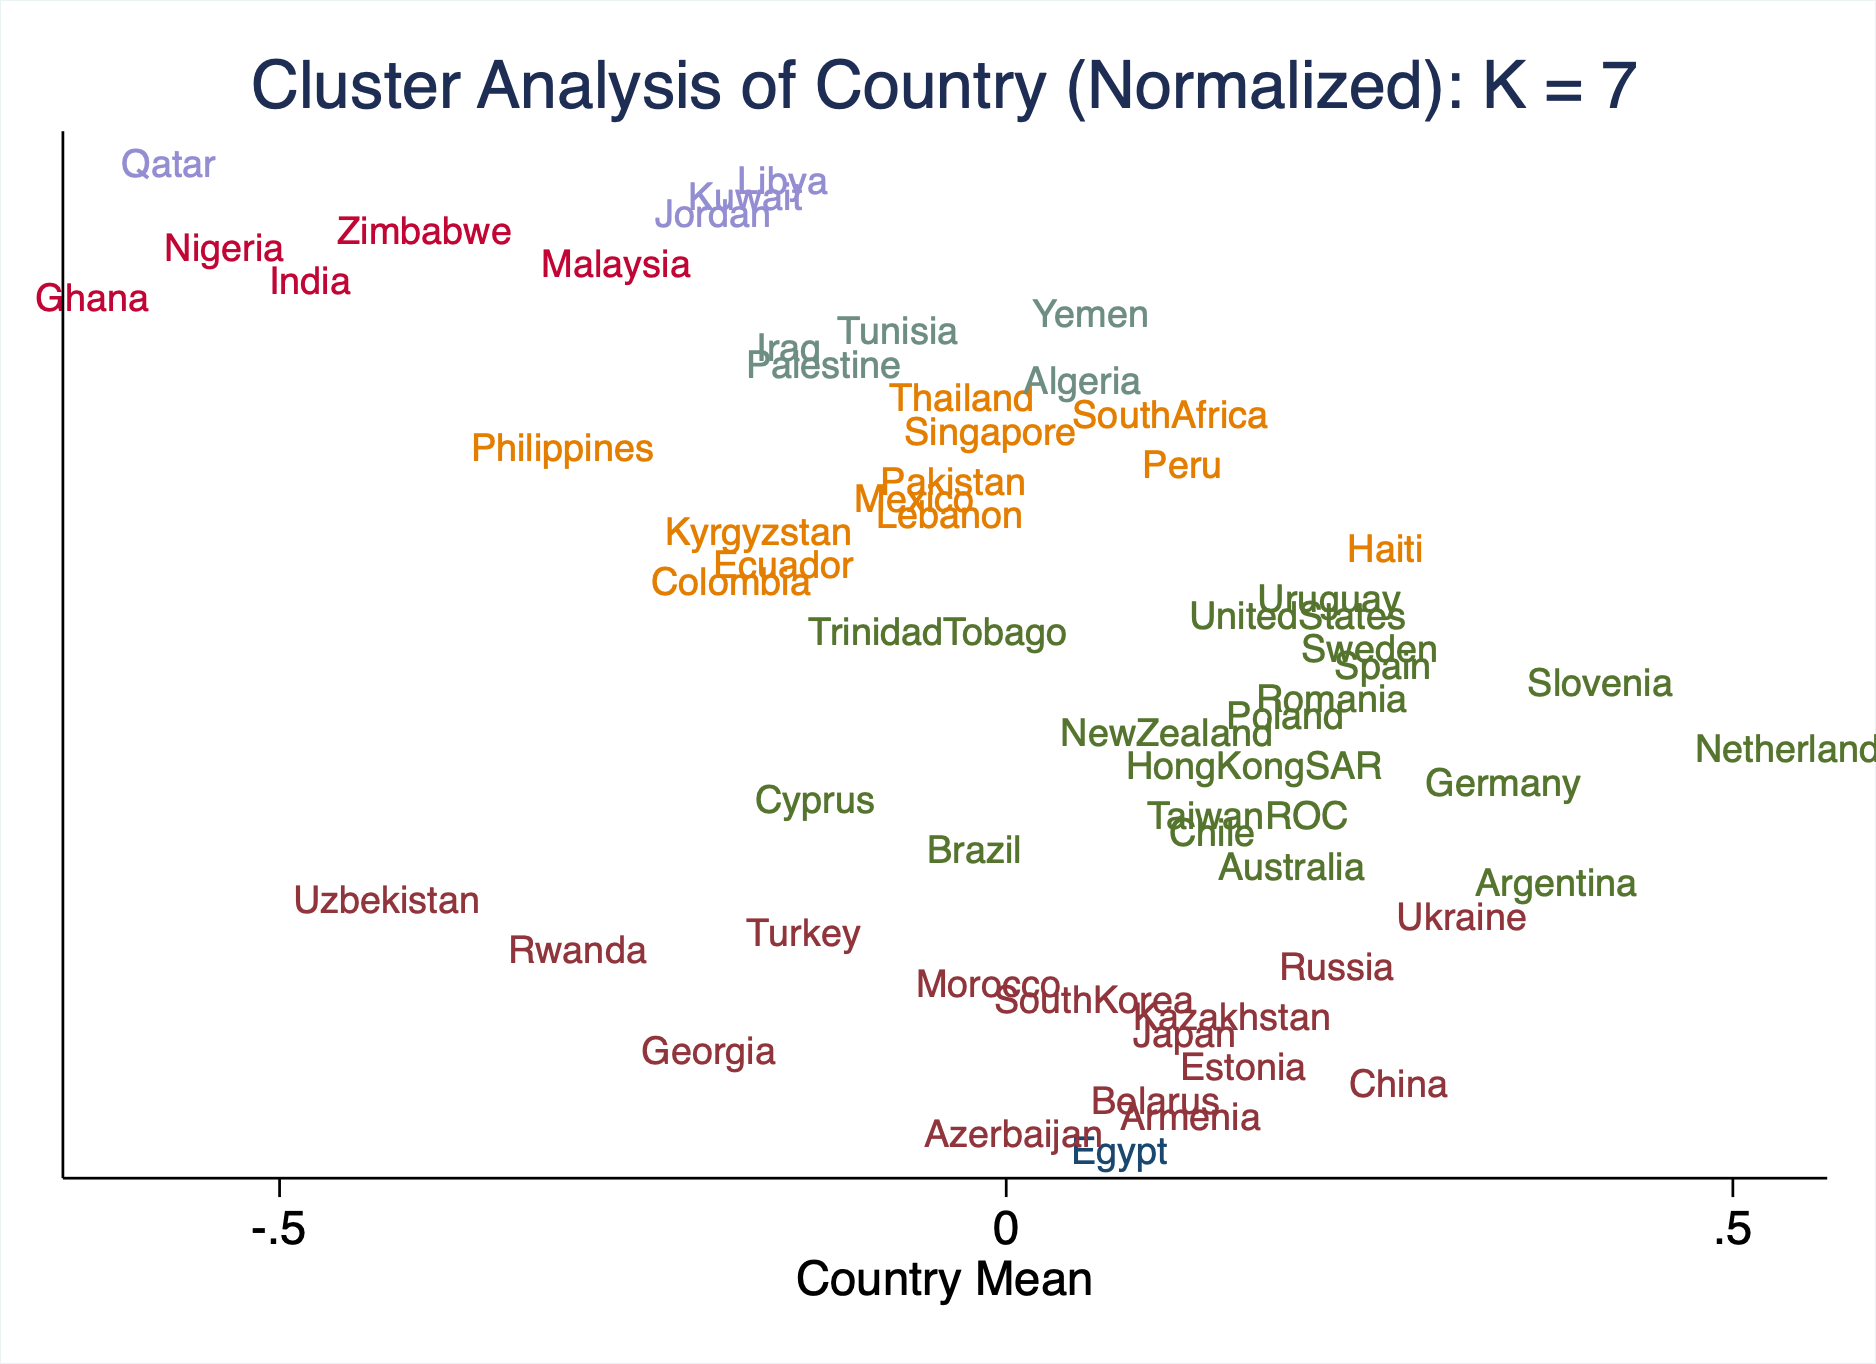 Cluster Analysis of Country (Normalized): K = 7
Qatar
Libya
Kuwait
Jordan
Zimbabwe
Nigeria
Malaysia
India
Ghana
Yemen
Tunisia
Iraq
Palestine
Algeria
Thailand
SouthAfrica
Singapore
Philippines
Peru
Pakistan
Mexico
Lebanon
Kyrgyzstan
Haiti
Ecuador
Colombia
Uruguay
UnitedStates
TrinidadTobago
Sweden
Spain
Slovenia
Romania
Poland
NewZealand
Netherland
HongKongSAR
Germany
Cyprus
TaiwanROC
Chile
Brazil
Australia
Argentina
Uzbekistan
Ukraine
Turkey
Rwanda
Russia
Morocco
SouthKorea
Kazakhstan
Japan
Georgia
Estonia
China
Belarus
Armenia
Azerbaijan
Egypt
-.5 0 .5
Country Mean